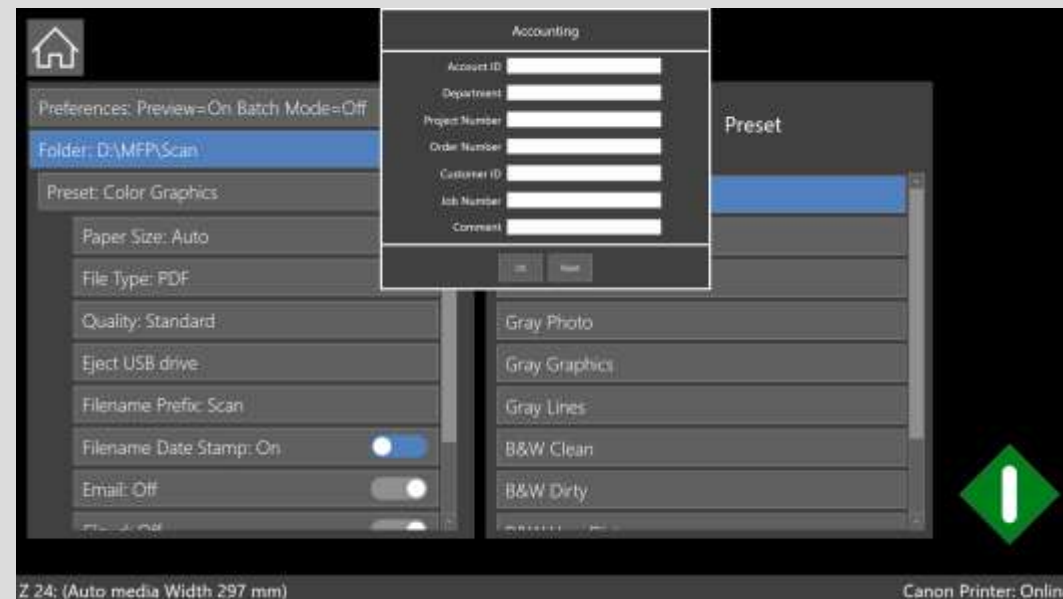 Accounting
Account ID
Department
Project Number
Order Number
Customer ID
Job Number
Comment
OK
Reset
Preferences: Preview=On Batch Mode=Off
Folder: D:\MFP\Scan
Preset: Color Graphics
Paper Size: Auto
File Type: PDF
Quality: Standard
Eject USB drive
Filename Prefix: Scan
Filename Date Stamp: On
Email: Off
Preset
Gray Photo
Gray Graphics
Gray Lines
B&W Clean
B&W Dirty
Z 24: (Auto media Width 297 mm)
Canon Printer: Onlin